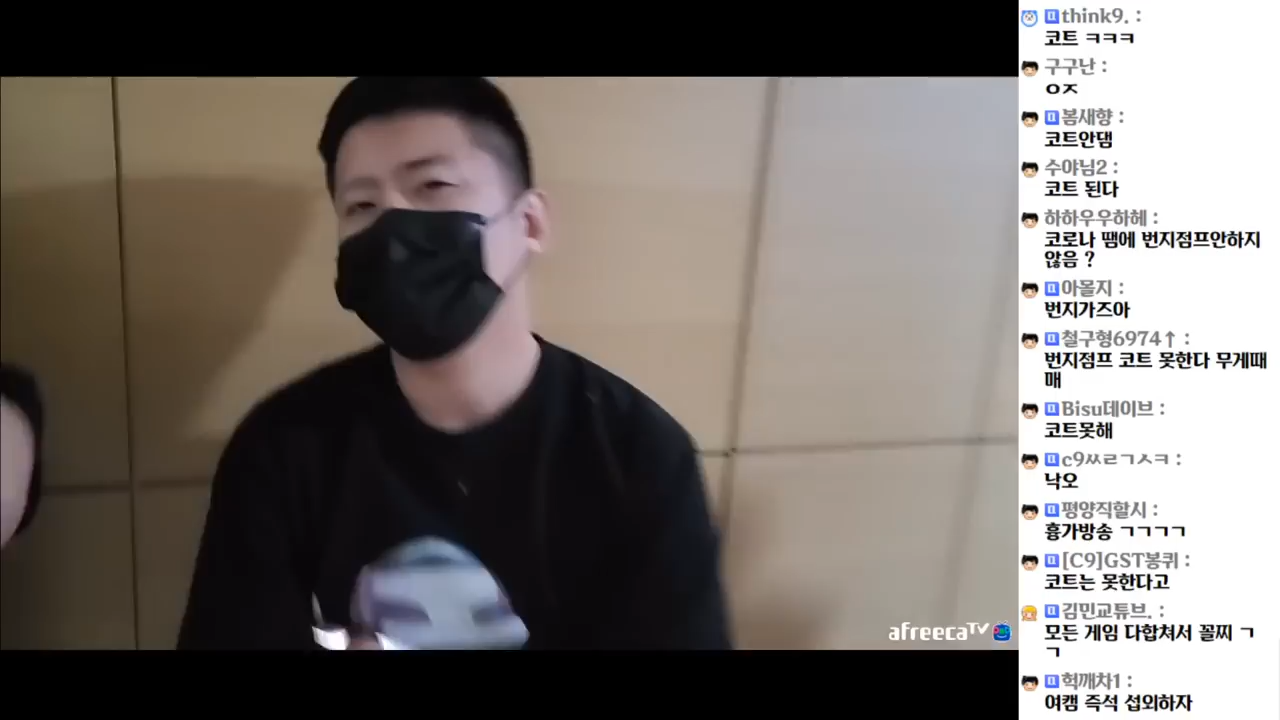 think9. :
코트 ㅋㅋㅋ
구구난 :
ㅇㅈ
봄새향 :
코트안댐
수야님2 :
코트 된다
하하우우하헤 :
코로나 땜에 번지점프안하지
않음 ?
아몰지 :
번지가즈아
철구형6974↑ :
번지점프 코트 못한다 무게때
매
Bisu데이브 :
코트못해
c9ㅆㄹㄱㅅㅋ :
낙오
평양직할시 :
흉가방송 ㄱㄱㄱㄱ
[C9]GST봉퀴 :
코트는 못한다고
김민교튜브. :
모든 게임 다합쳐서 꼴찌 ㄱ
ㄱ
헉깨차1 :
여캠 즉석 섭외하자
afreecaTV